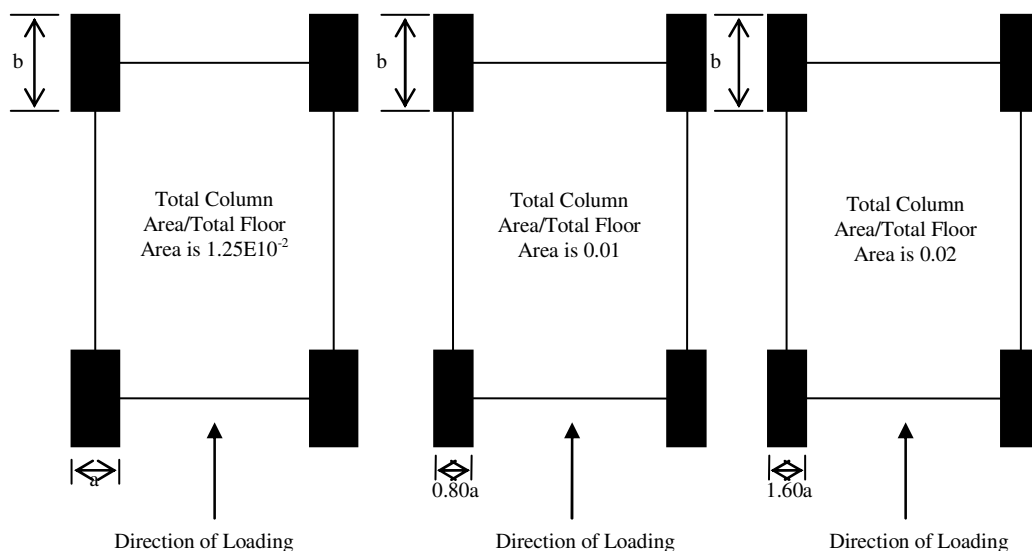 b
Total Column
Area/Total Floor
Area is 1.25E10-2
a
Direction of Loading
b
Total Column
Area/Total Floor
Area is 0.01
0.80a
Direction of Loading
b
Total Column
Area/Total Floor
Area is 0.02
1.60a
Direction of Loading